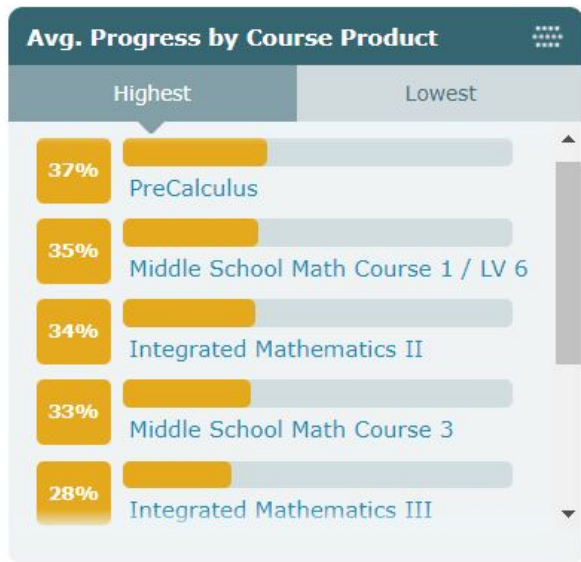 Avg. Progress by Course Product
Highest Lowest
37%
PreCalculus
35%
Middle School Math Course 1 / LV 6
34%
Integrated Mathematics II
33%
Middle School Math Course 3
28%
Integrated Mathematics III